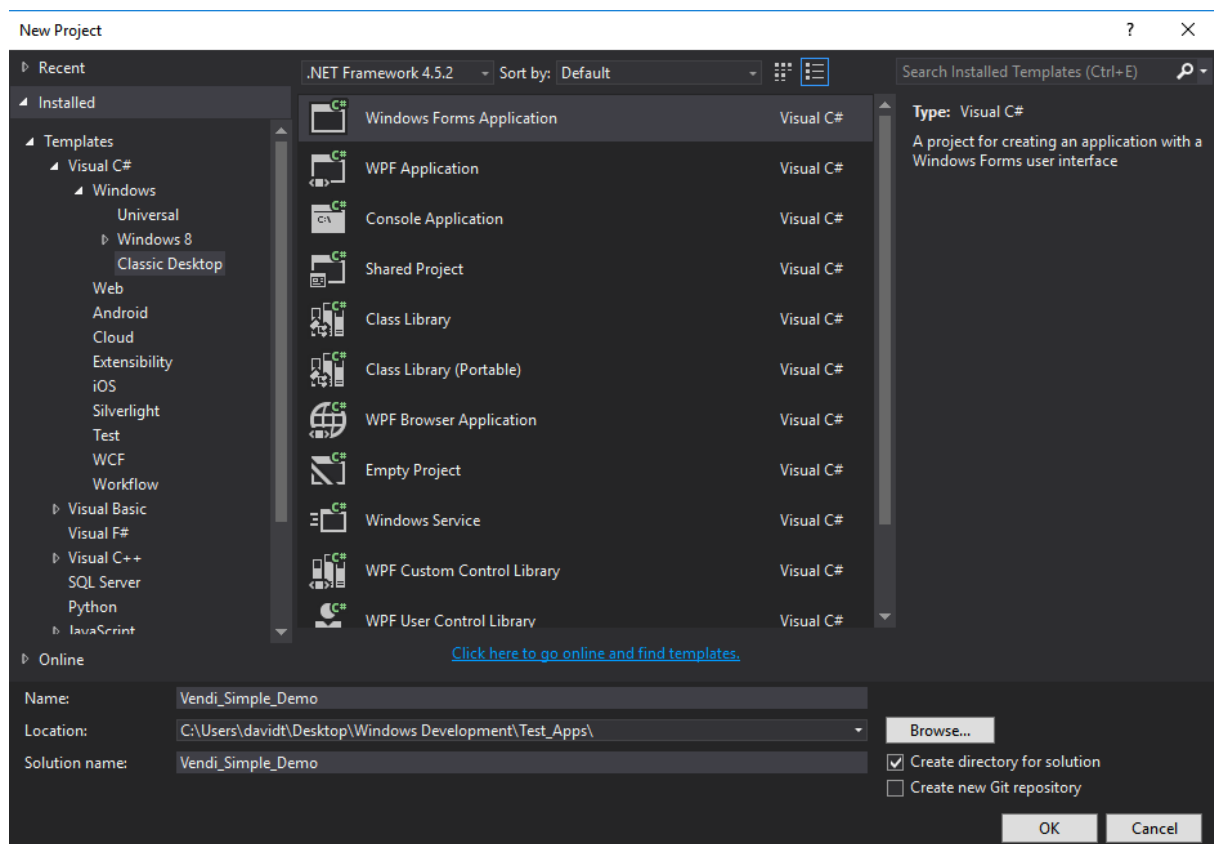 New Project
?
Recent
.NET Framework 4.5.2
Sort by: Default
Search Installed Templates (Ctrl+E)
Installed
Templates
Visual C#
Windows
Universal
Windows 8
Classic Desktop
Web
Android
Cloud
Extensibility
iOS
Silverlight
Test
WCF
Workflow
Visual Basic
Visual F#
Visual C++
SQL Server
Python
JavaScript
Online
C# Windows Forms Application Visual C#
C# WPF Application Visual C#
C# C:\ Console Application Visual C#
C# Shared Project Visual C#
C# Class Library Visual C#
C# Class Library (Portable) Visual C#
C# WPF Browser Application Visual C#
C# Empty Project Visual C#
C# Windows Service Visual C#
C# WPF Custom Control Library Visual C#
C# WPF User Control Library Visual C#
Click here to go online and find templates.
Type: Visual C#
A project for creating an application with a
Windows Forms user interface
Name: Vendi_Simple_Demo
Location: C:\Users\davidt\Desktop\Windows Development\Test_Apps\
Browse...
Solution name: Vendi_Simple_Demo
Create directory for solution
Create new Git repository
OK
Cancel